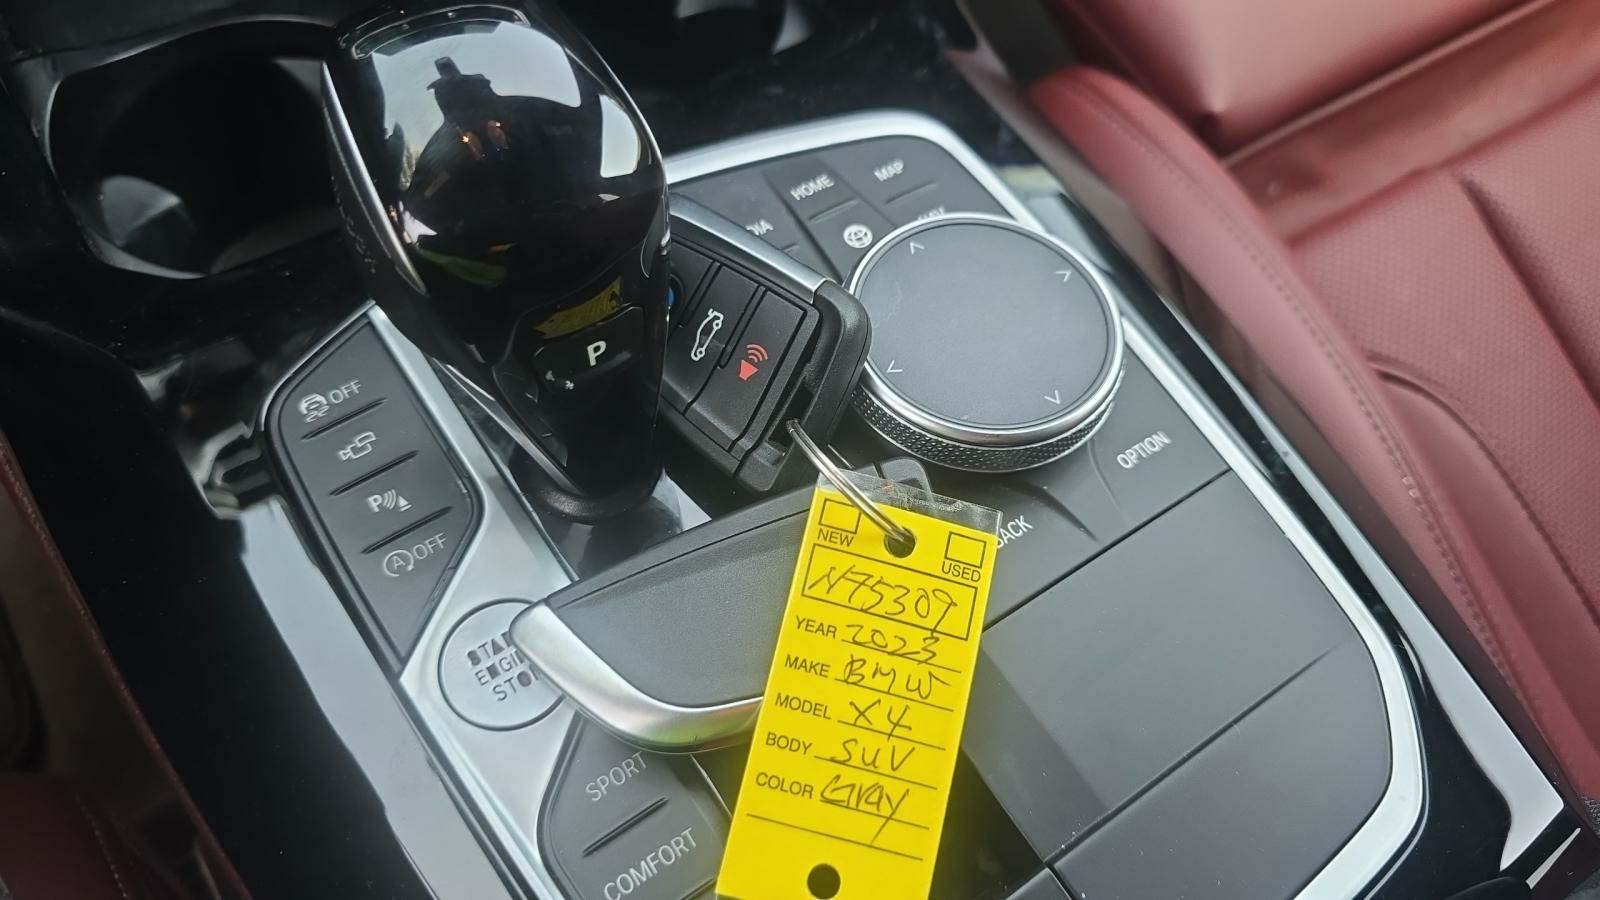 HOME
MAP
P
OFF
P
A OFF
OPTION
NEW
USED
N75309
YEAR 2023
MAKE BMW
MODEL X4
BODY SUV
COLOR Gray
SPORT
COMFORT